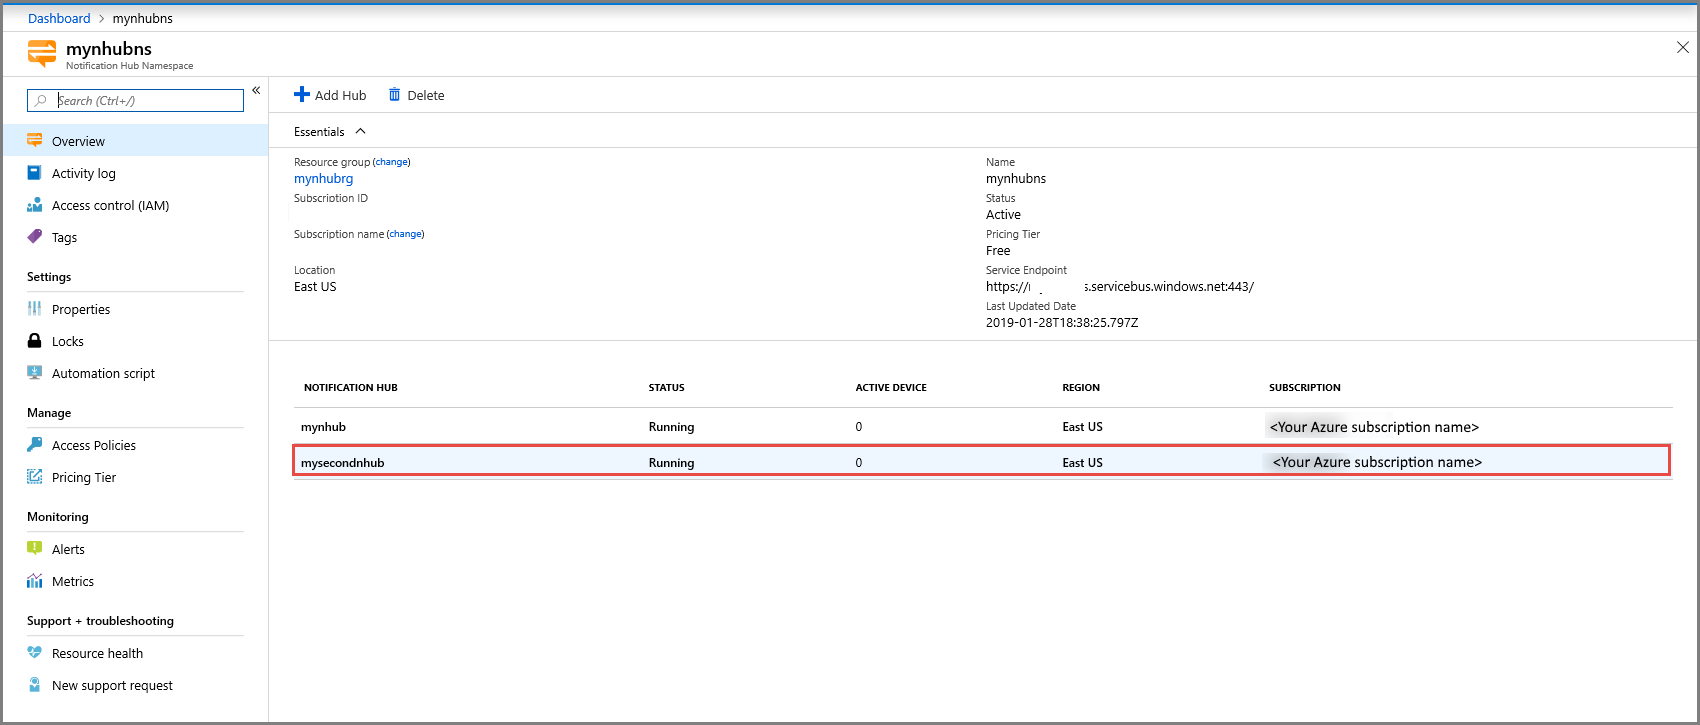 Dashboard > mynhubns
mynhubns
Notification Hub Namespace
Search (Ctrl+/)
«
Overview
Activity log
Access control (IAM)
Tags
Settings
Properties
Locks
Automation script
Manage
Access Policies
Pricing Tier
Monitoring
Alerts
Metrics
Support + troubleshooting
Resource health
New support request
Add Hub Delete
Essentials
Resource group (change)
mynhubrg
Subscription ID
Subscription name (change)
Location
East US
Name
mynhubns
Status
Active
Pricing Tier
Free
Service Endpoint
https:// s.servicebus.windows.net:443/
Last Updated Date
2019-01-28T18:38:25.797Z
NOTIFICATION HUB STATUS ACTIVE DEVICE REGION SUBSCRIPTION
mynhub Running 0 East US <Your Azure subscription name>
mysecondnhub Running 0 East US <Your Azure subscription name>